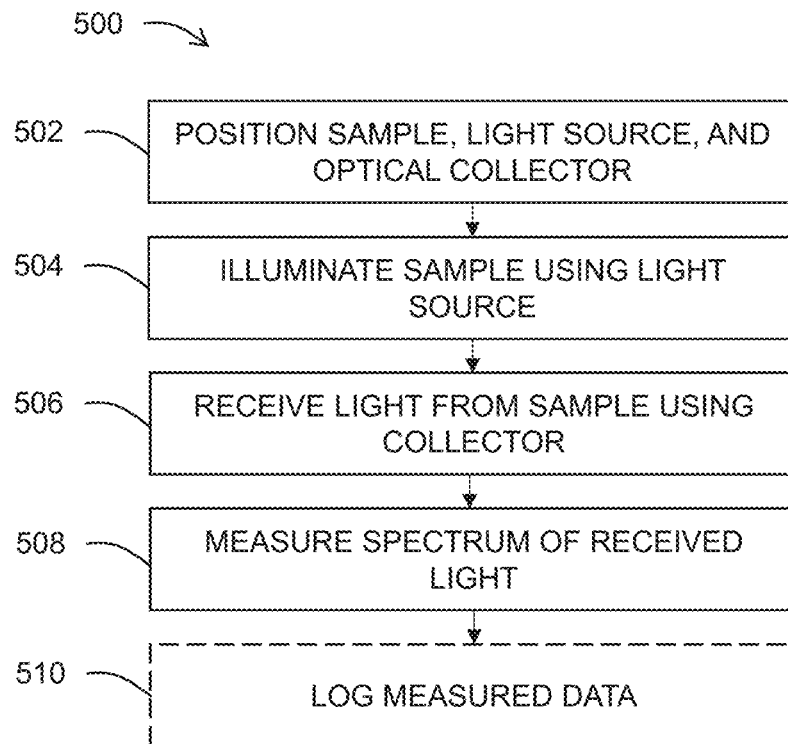 500
502
POSITION SAMPLE, LIGHT SOURCE, AND
OPTICAL COLLECTOR
504
ILLUMINATE SAMPLE USING LIGHT
SOURCE
506
RECEIVE LIGHT FROM SAMPLE USING
COLLECTOR
508
MEASURE SPECTRUM OF RECEIVED
LIGHT
510
LOG MEASURED DATA